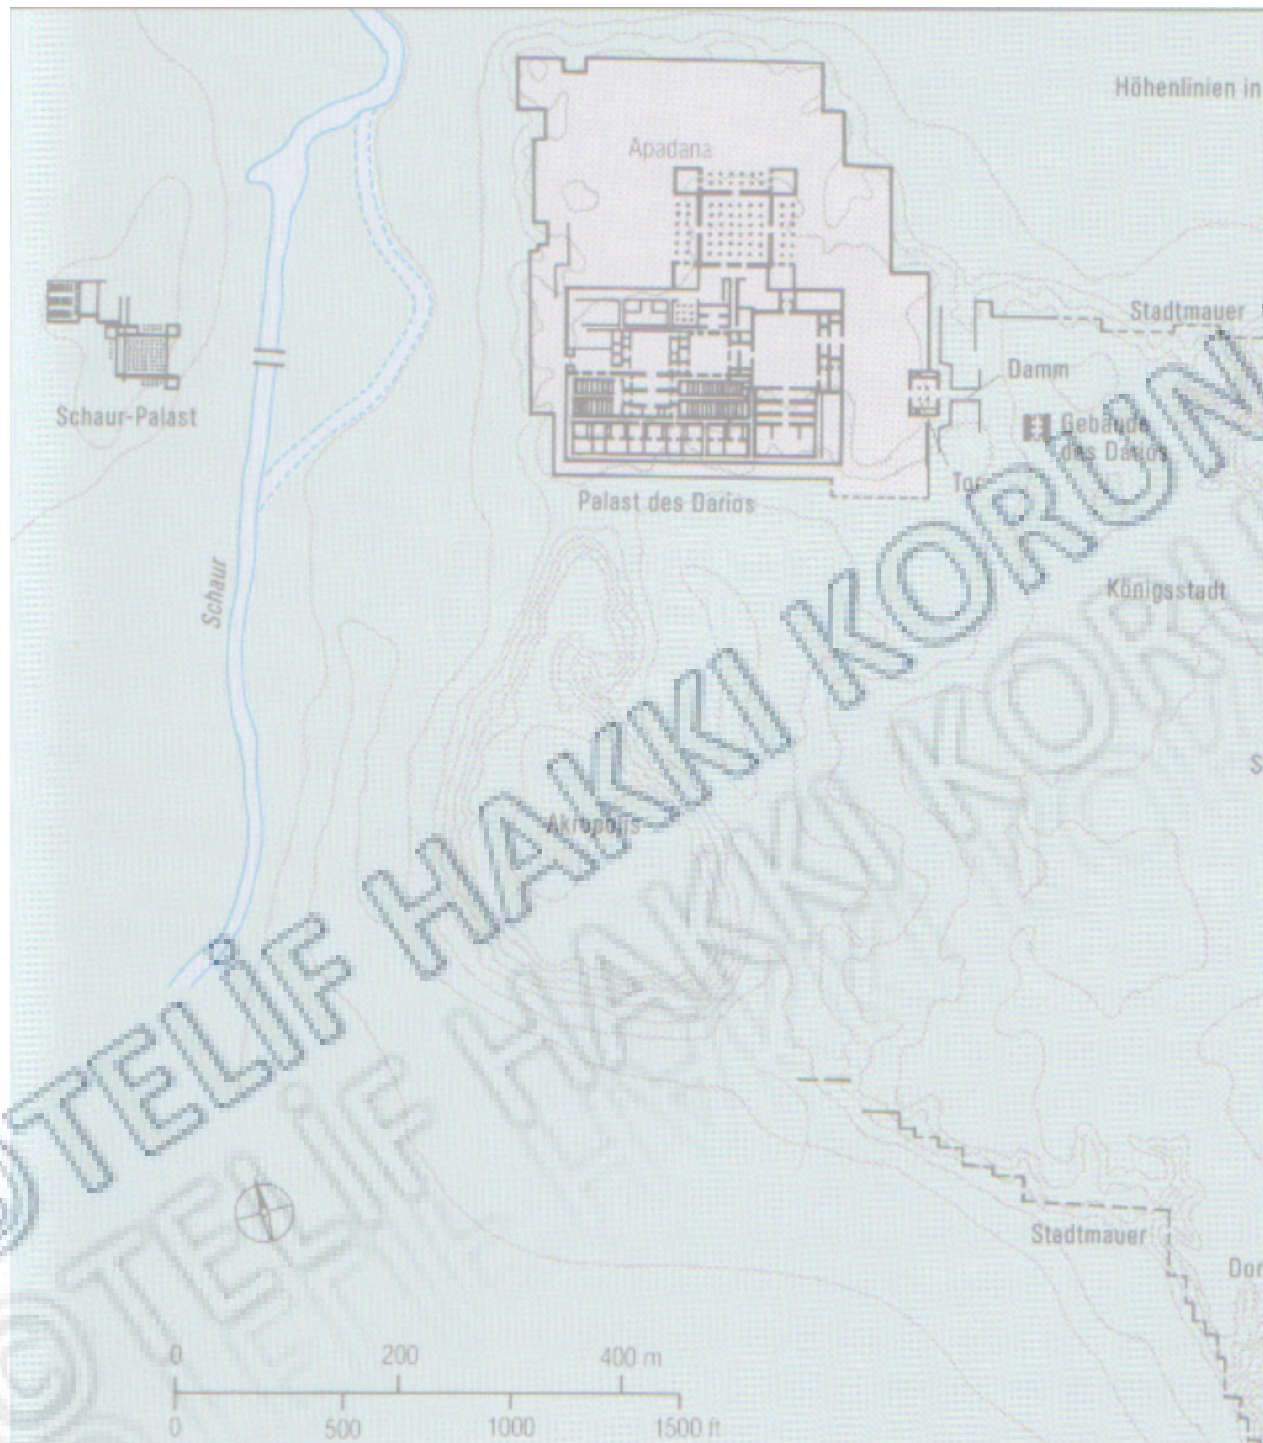 Höhenlinien in
Apadana
Stadtmauer
Damm
Schaur-Palast
Gebäude
des Darios
Tor
Palast des Darios
Schaur
Königsstadt
Akropolis
© TELİF HAKKI KORUN
© TELİF HAKKI KORU
Stadtmauer
Dor
0 200 400 m
0 500 1000 1500 ft